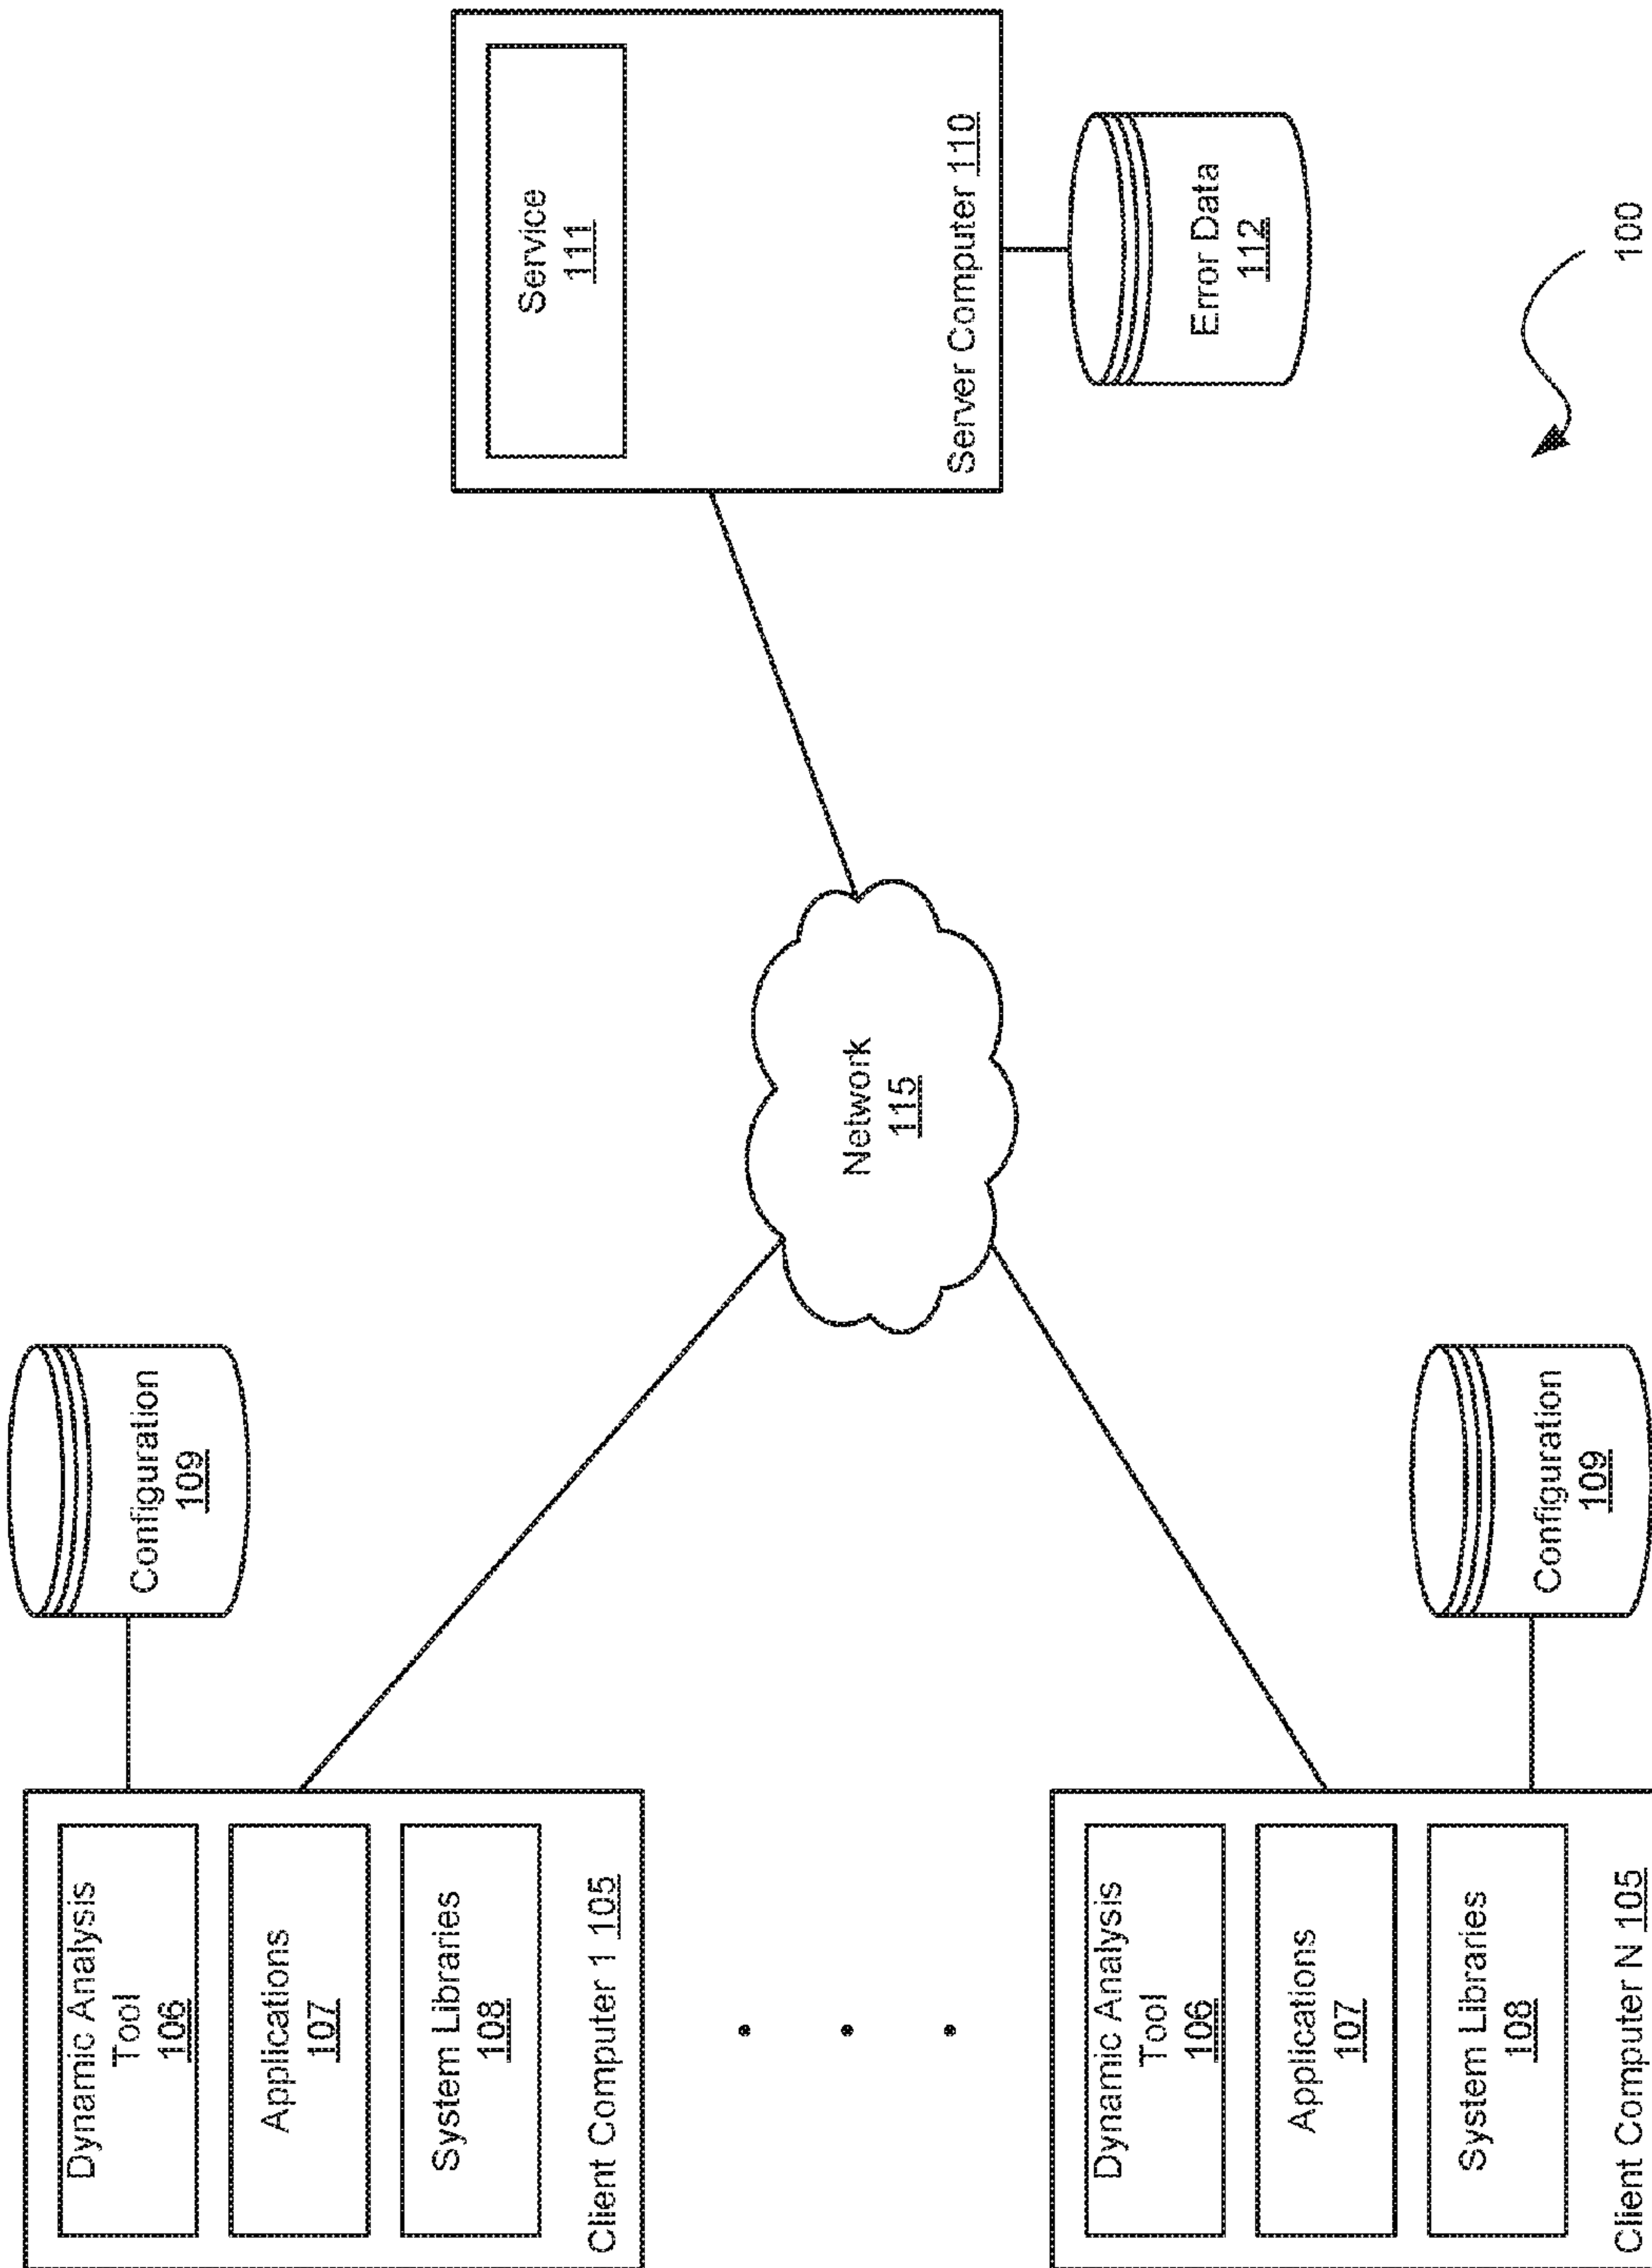 Dynamic Analysis
Tool
106
Applications
107
System Libraries
108
Client Computer 1 105
Configuration
109
Dynamic Analysis
Tool
106
Applications
107
System Libraries
108
Client Computer N 105
Configuration
109
Network
115
Service
111
Server Computer 110
Error Data
112
100